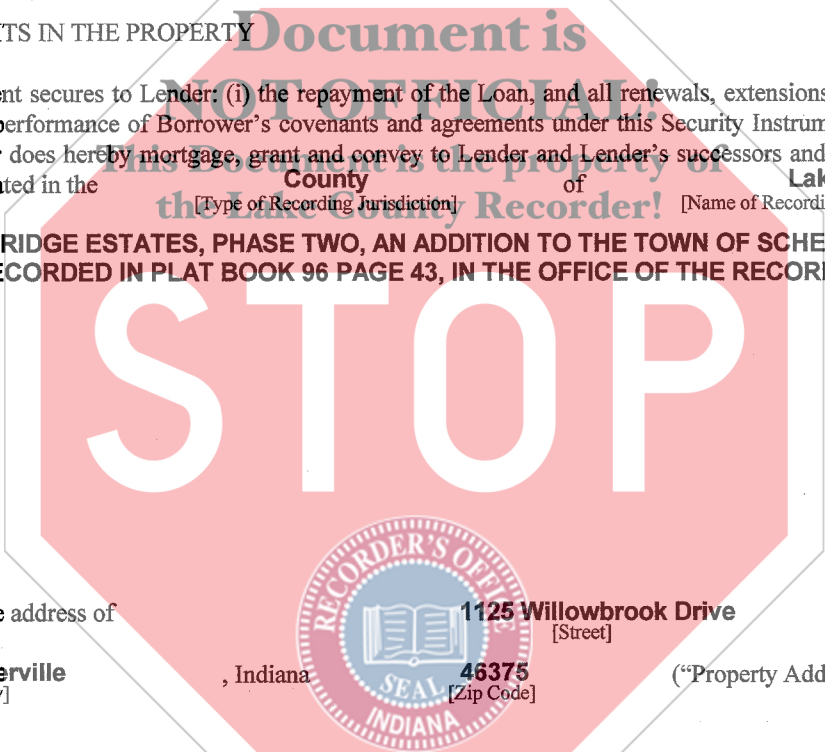 ITS IN THE PROPERTY
Document is
NOT OFFICIAL!
This Document is the property of
the Lake County Recorder!
nt secures to Lender: (i) the repayment of the Loan, and all renewals, extensions
performance of Borrower's covenants and agreements under this Security Instrum
does hereby mortgage, grant and convey to Lender and Lender's successors and
ted in the County of Lak
[Type of Recording Jurisdiction] [Name of Recordi
RIDGE ESTATES, PHASE TWO, AN ADDITION TO THE TOWN OF SCHE
ECORDED IN PLAT BOOK 96 PAGE 43, IN THE OFFICE OF THE RECOR
STOP
RECORDER'S OFFICE
SEAL
INDIANA
e address of 1125 Willowbrook Drive
[Street]
erville , Indiana 46375 ("Property Add
[Zip Code]